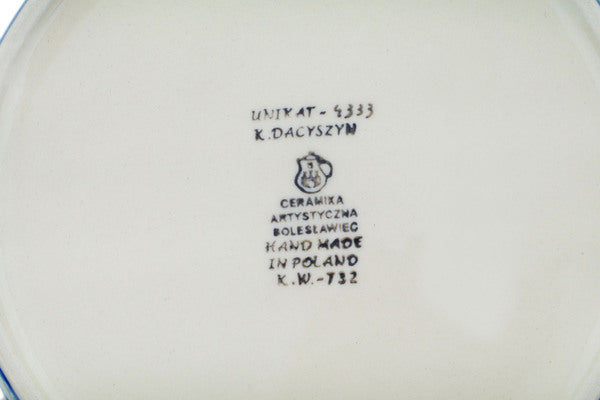 UNIKAT - 4333
K. DACYSZYN
CERAMIKA
ARTYSTYCZNA
BOLESŁAWIEC
HAND MADE
IN POLAND
K.W.-732